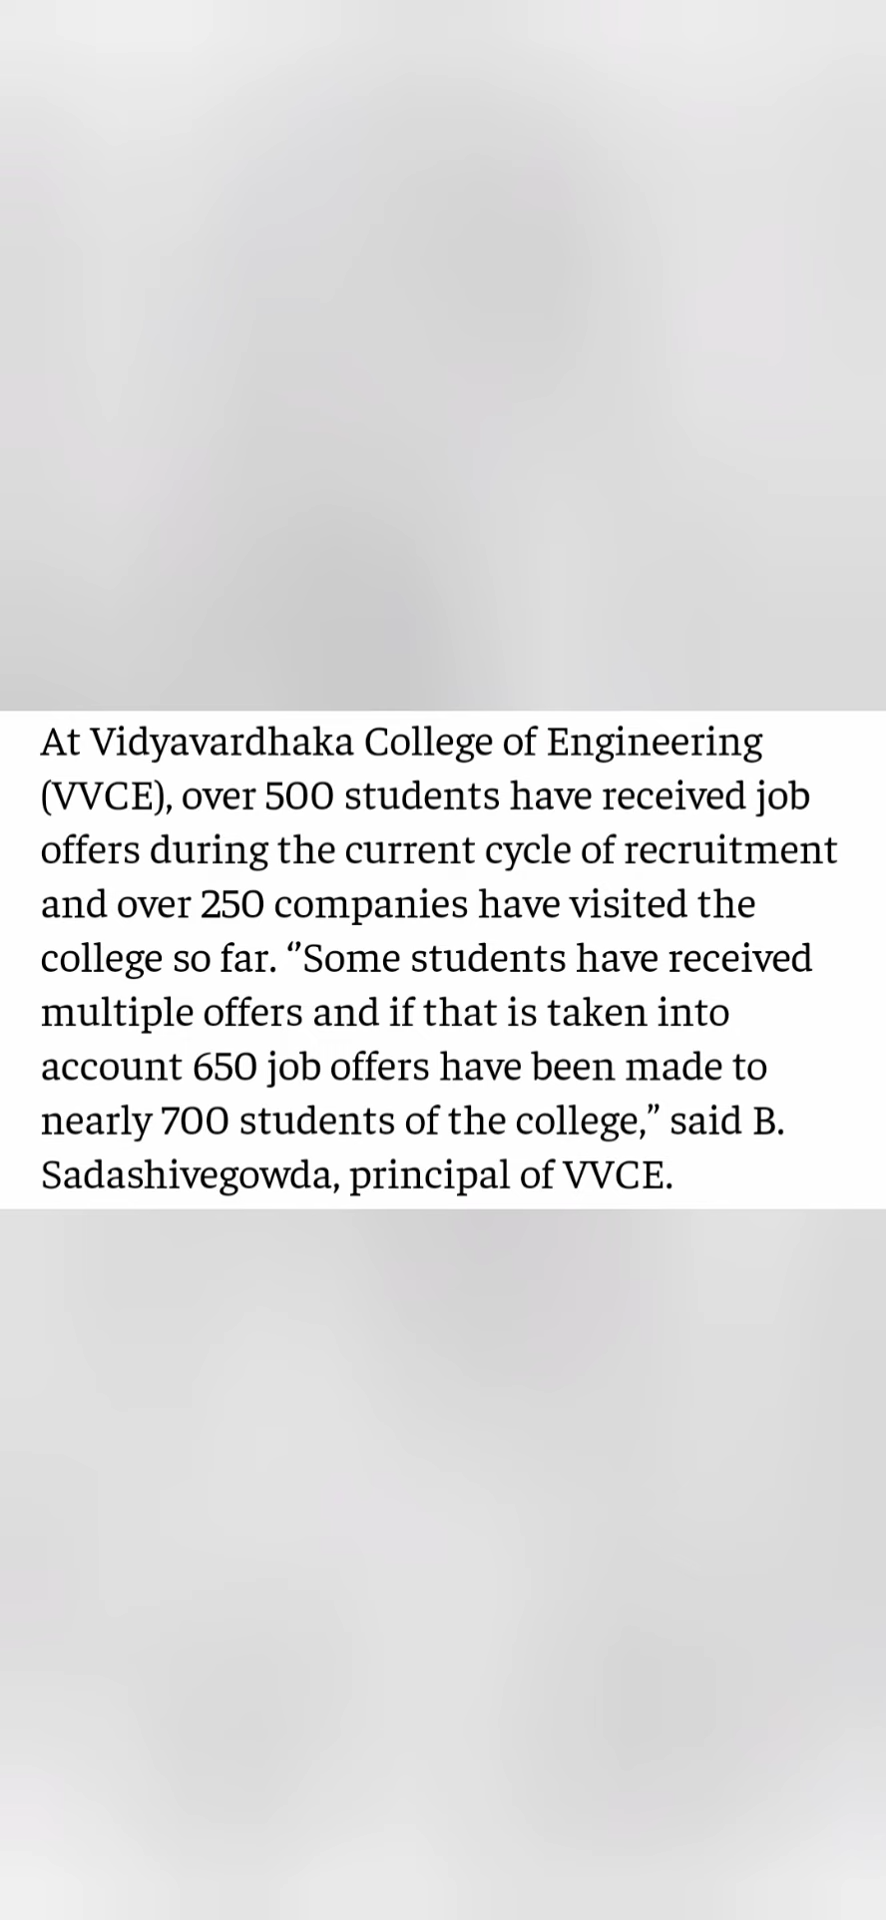 At Vidyavardhaka College of Engineering
(VVCE), over 500 students have received job
offers during the current cycle of recruitment
and over 250 companies have visited the
college so far. “Some students have received
multiple offers and if that is taken into
account 650 job offers have been made to
nearly 700 students of the college,” said B.
Sadashivegowda, principal of VVCE.